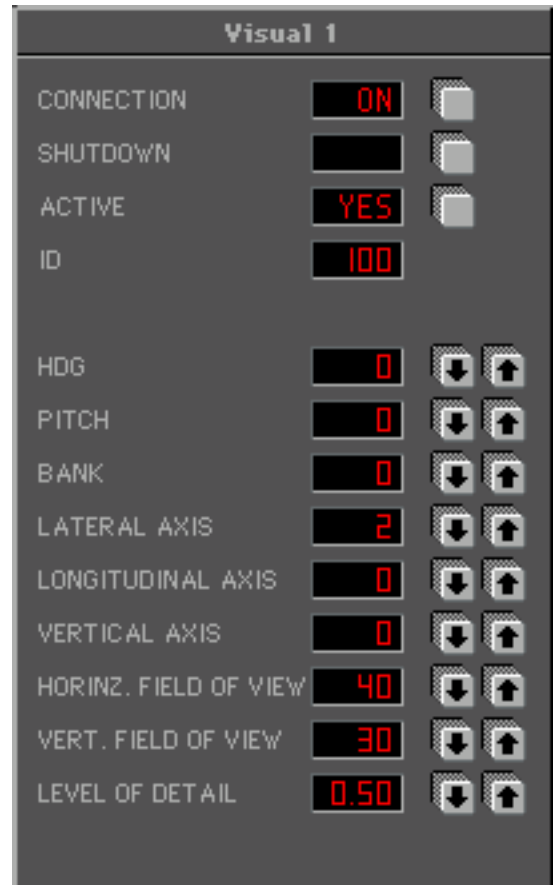 Visual 1
CONNECTION ON
SHUTDOWN
ACTIVE YES
ID 100
HDG 0
PITCH 0
BANK 0
LATERAL AXIS 2
LONGITUDINAL AXIS 0
VERTICAL AXIS 0
HORINZ. FIELD OF VIEW 40
VERT. FIELD OF VIEW 30
LEVEL OF DETAIL 0.50